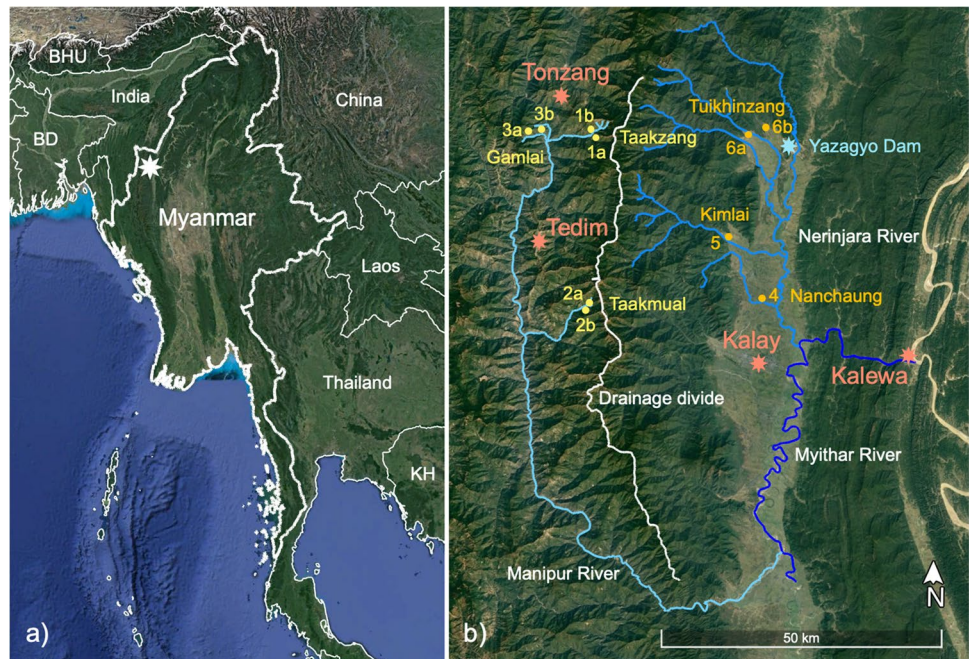 BHU
India
China
BD
Myanmar
Laos
Thailand
KH
a)
Tonzang
3b
1b
3a
Taakzang
Gamlai
1a
Tuikhinzang
6b
6a
Yazagyo Dam
Kimlai
Tedim
5
Nerinjara River
2a
Taakmual
4
Nanchaung
2b
Kalay
Kalewa
Drainage divide
Myithar River
Manipur River
N
b)
50 km